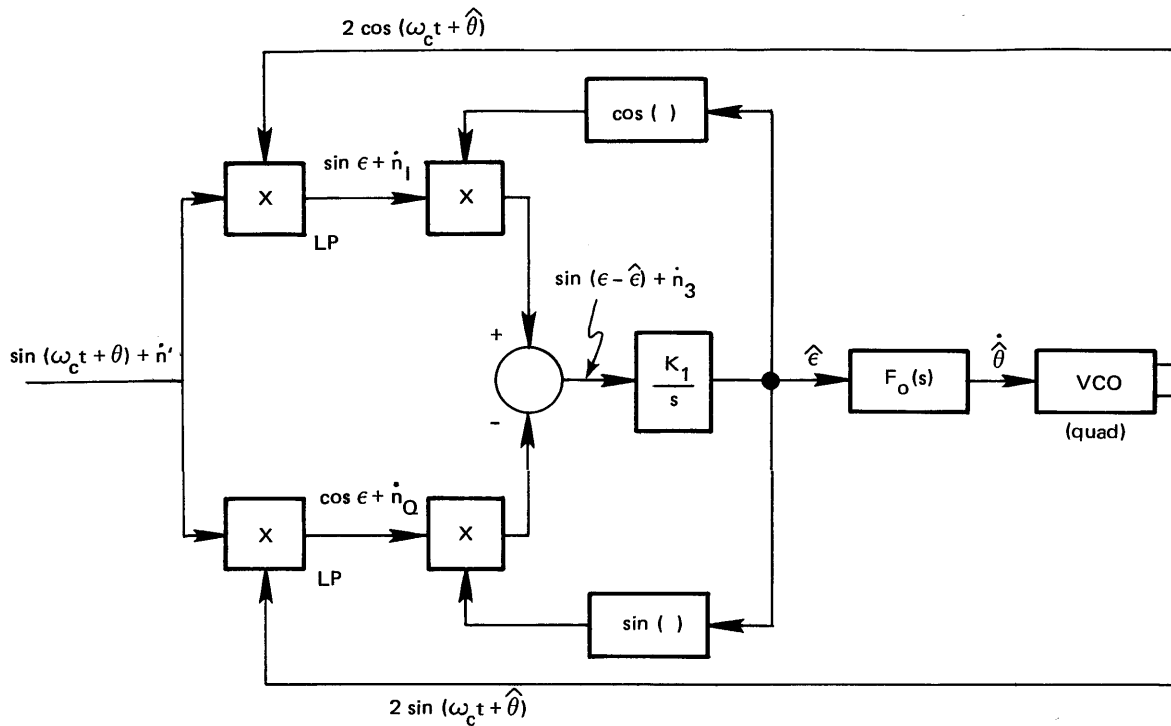 2 cos (ω_c t + θ̂)
cos ( )
sin ε + ṅ_I
X
X
LP
sin (ε − ε̂) + ṅ_3
+
sin (ω_c t + θ) + ṅ′
K_1
s
ε̂
F_o(s)
θ̂̇
VCO
(quad)
−
cos ε + ṅ_Q
X
X
LP
sin ( )
2 sin (ω_c t + θ̂)